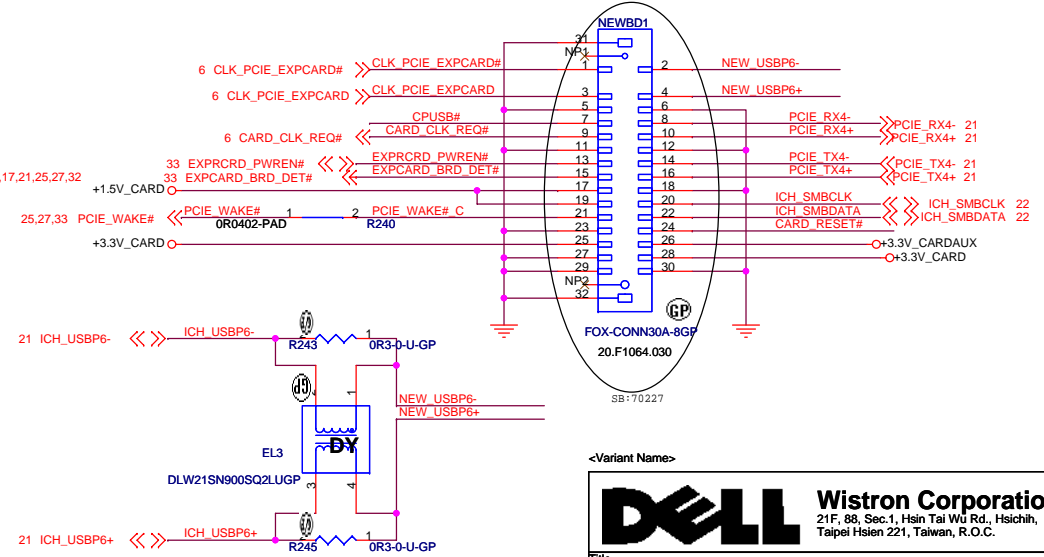 NEWBD1
31
NP1
6 CLK_PCIE_EXPCARD# CLK_PCIE_EXPCARD# 1 2 NEW_USBP6-
6 CLK_PCIE_EXPCARD CLK_PCIE_EXPCARD 3 4 NEW_USBP6+
5 6
CPUSB# 7 8 PCIE_RX4- PCIE_RX4- 21
6 CARD_CLK_REQ# CARD_CLK_REQ# 9 10 PCIE_RX4+ PCIE_RX4+ 21
11 12
33 EXPRCRD_PWREN# EXPRCRD_PWREN# 13 14 PCIE_TX4- PCIE_TX4- 21
,17,21,25,27,32
33 EXPCARD_BRD_DET# EXPCARD_BRD_DET# 15 16 PCIE_TX4+ PCIE_TX4+ 21
+1.5V_CARD 17 18
19 20 ICH_SMBCLK ICH_SMBCLK 22
25,27,33 PCIE_WAKE# PCIE_WAKE# 1 2 PCIE_WAKE#_C 21 22 ICH_SMBDATA ICH_SMBDATA 22
0R0402-PAD R240 23 24 CARD_RESET#
+3.3V_CARD 25 26 +3.3V_CARDAUX
27 28 +3.3V_CARD
29 30
NP2
32
GP
FOX-CONN30A-8GP
20.F1064.030
SB:70227
21 ICH_USBP6- ICH_USBP6- 1
R243 0R3-0-U-GP
GP
1
NEW_USBP6-
NEW_USBP6+
DY
EL3
DLW21SN900SQ2LUGP
3 4
21 ICH_USBP6+ ICH_USBP6+ 1
R245 0R3-0-U-GP
<Variant Name>
DELL
Wistron Corporatio
21F, 88, Sec.1, Hsin Tai Wu Rd., Hsichih,
Taipei Hsien 221, Taiwan, R.O.C.
Title